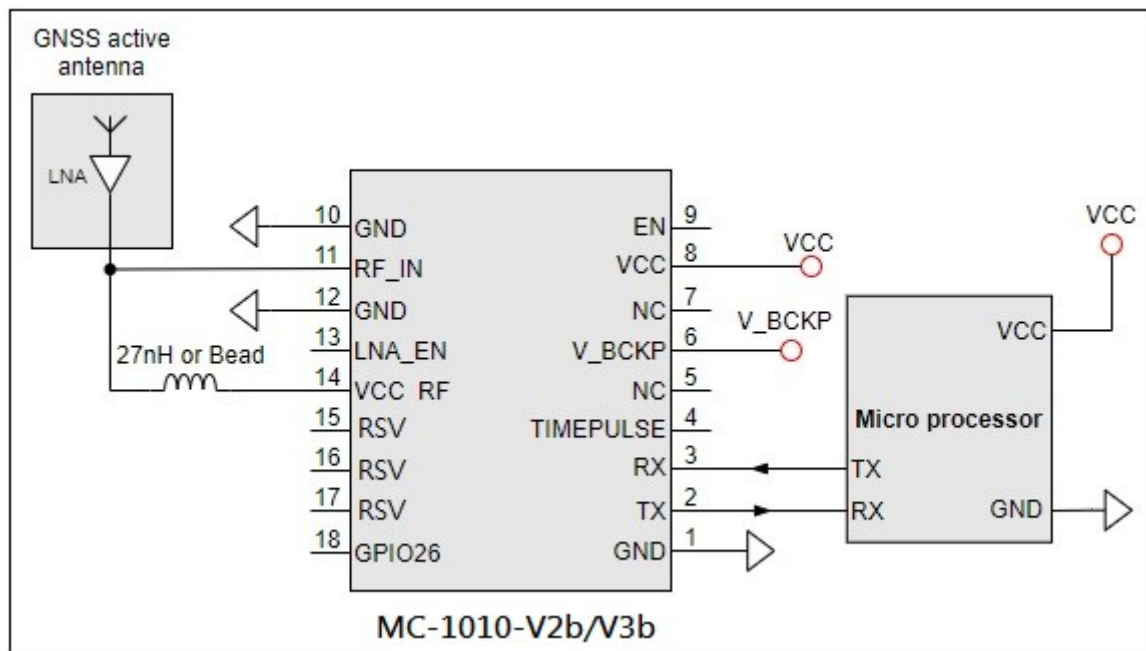 GNSS active
antenna
LNA
10 GND
11 RF_IN
12 GND
13 LNA_EN
27nH or Bead
14 VCC RF
15 RSV
16 RSV
17 RSV
18 GPIO26
EN 9
VCC 8
VCC
NC 7
V_BCKP 6
V_BCKP
NC 5
TIMEPULSE 4
RX 3
TX 2
GND 1
VCC
VCC
Micro processor
TX
RX
GND
MC-1010-V2b/V3b